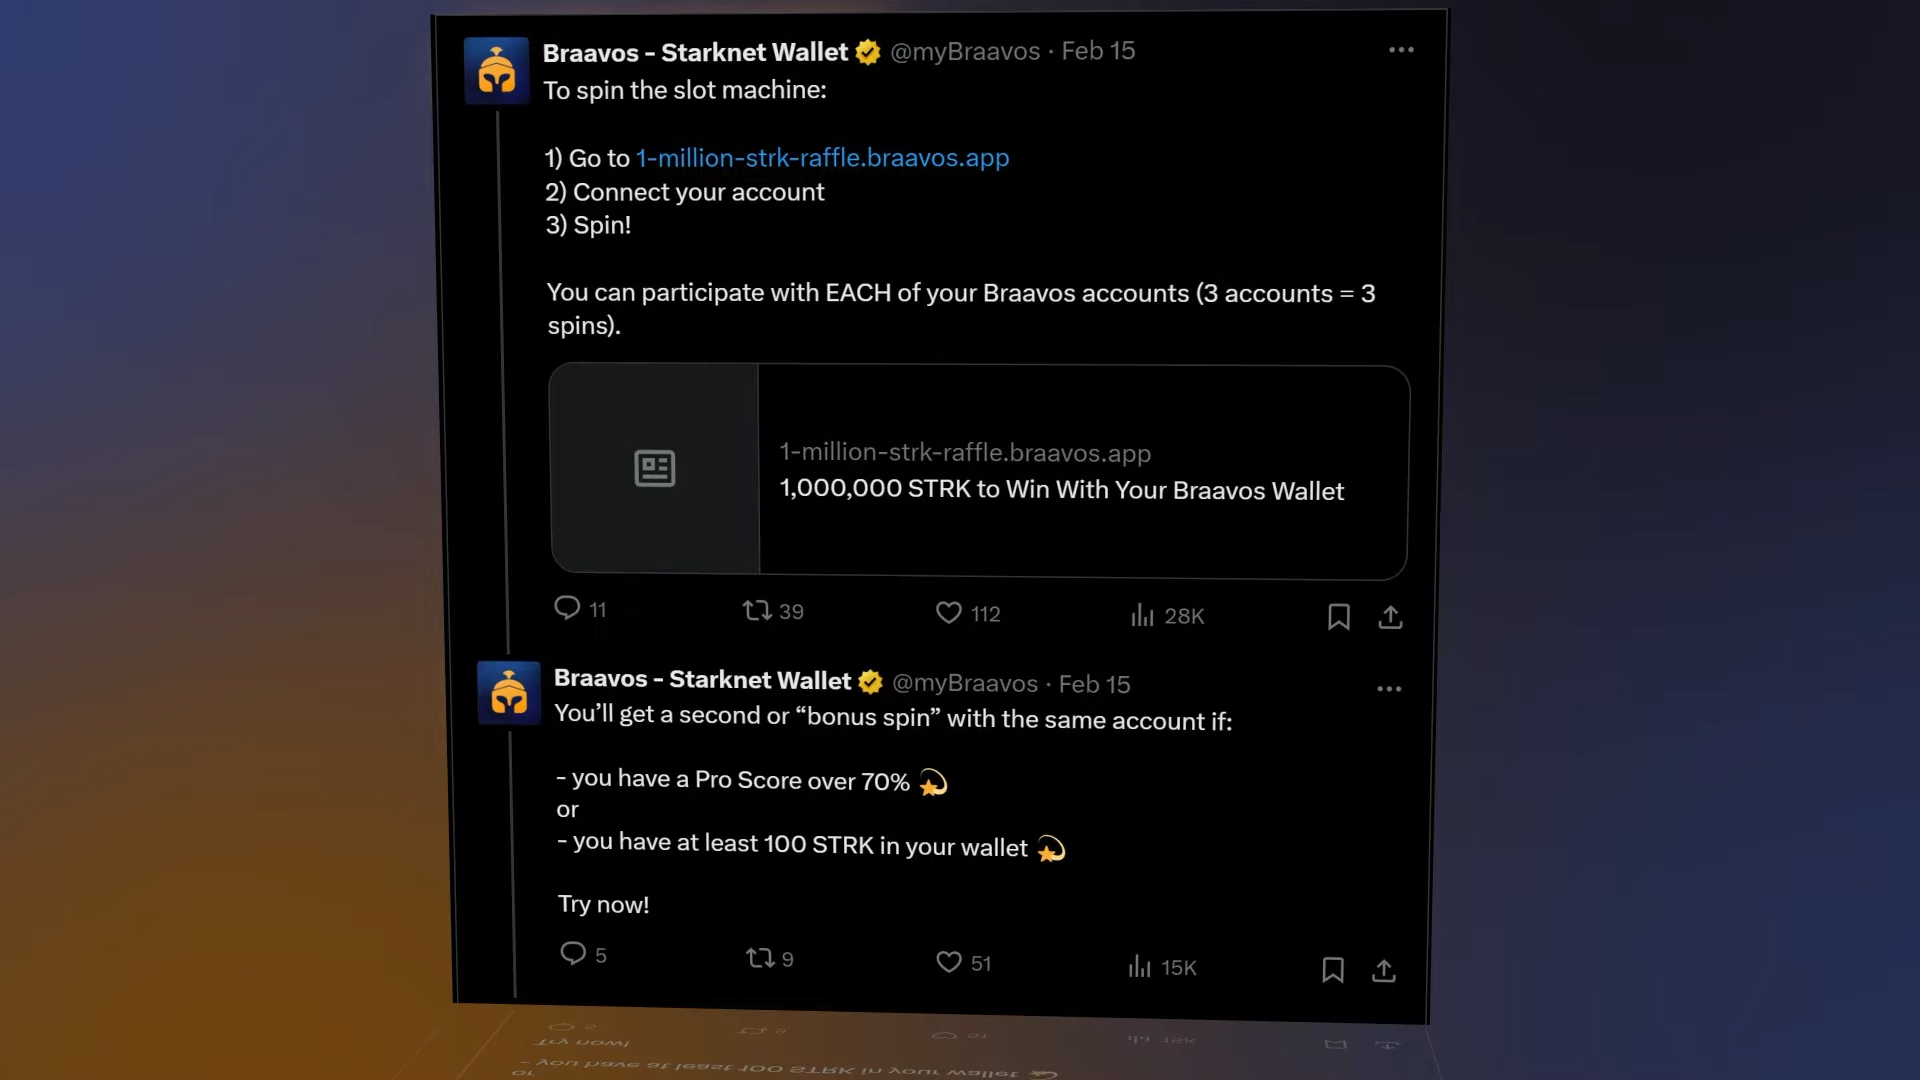 Braavos - Starknet Wallet @myBraavos · Feb 15
To spin the slot machine:
1) Go to 1-million-strk-raffle.braavos.app
2) Connect your account
3) Spin!
You can participate with EACH of your Braavos accounts (3 accounts = 3
spins).
1-million-strk-raffle.braavos.app
1,000,000 STRK to Win With Your Braavos Wallet
11 39 112 28K
Braavos - Starknet Wallet @myBraavos · Feb 15
You'll get a second or “bonus spin” with the same account if:
- you have a Pro Score over 70% 💫
or
- you have at least 100 STRK in your wallet 💫
Try now!
5 9 51 15K